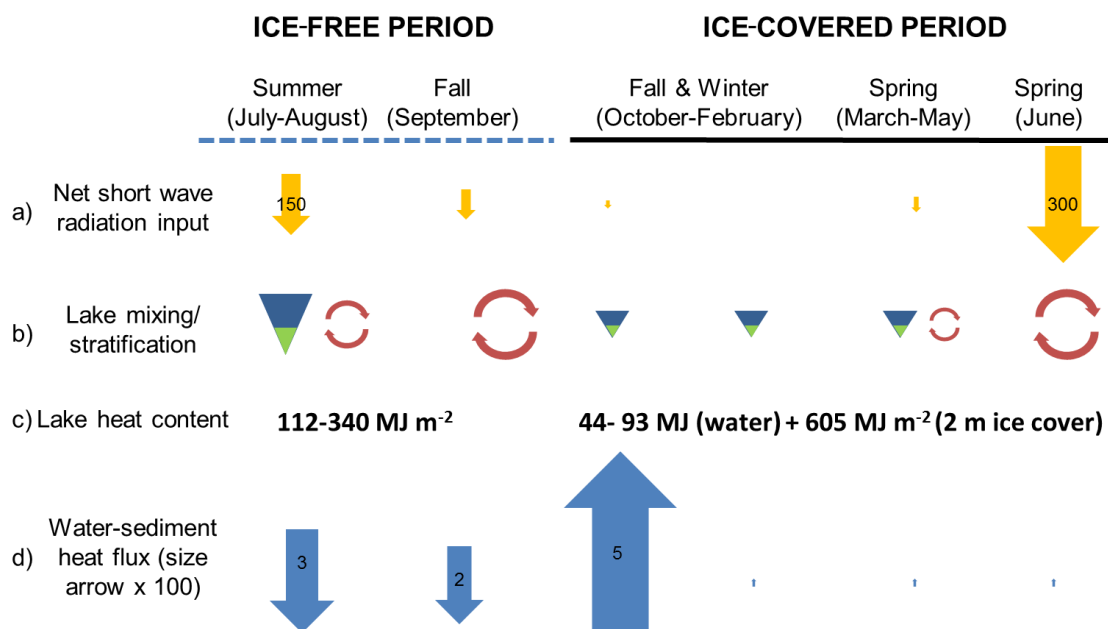 ICE-FREE PERIOD
ICE-COVERED PERIOD
Summer
(July-August)
Fall
(September)
Fall & Winter
(October-February)
Spring
(March-May)
Spring
(June)
a) Net short wave
radiation input
150
300
b) Lake mixing/
stratification
c) Lake heat content
112-340 MJ m⁻²
44- 93 MJ (water) + 605 MJ m⁻² (2 m ice cover)
d) Water-sediment
heat flux (size
arrow x 100)
3
2
5